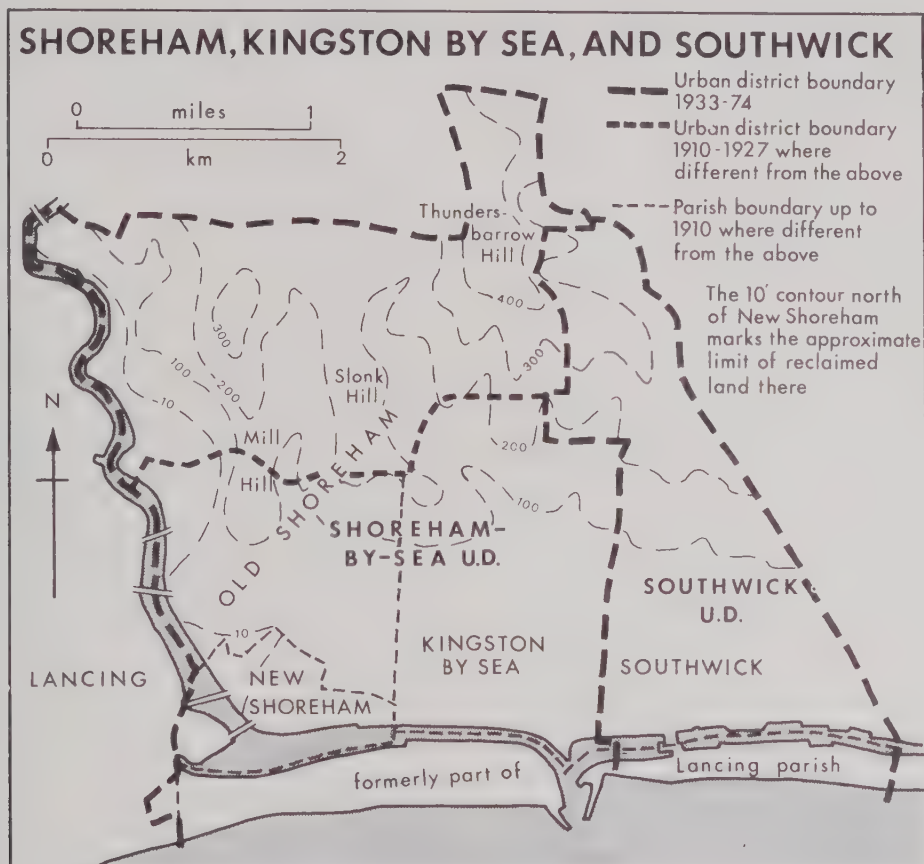 SHOREHAM, KINGSTON BY SEA, AND SOUTHWICK
0 miles 1
0 km 2
Urban district boundary
1933-74
Urban district boundary
1910-1927 where
different from the above
Parish boundary up to
1910 where different
from the above
The 10' contour north
of New Shoreham
marks the approximate
limit of reclaimed
land there
Thunders-
barrow
Hill
400
300
300
200
100
10
Slonk
Hill
200
100
N
Mill
Hill
OLD SHOREHAM
SHOREHAM-
BY-SEA U.D.
SOUTHWICK
U.D.
10
KINGSTON
BY SEA
SOUTHWICK
LANCING
NEW
SHOREHAM
formerly part of
Lancing parish